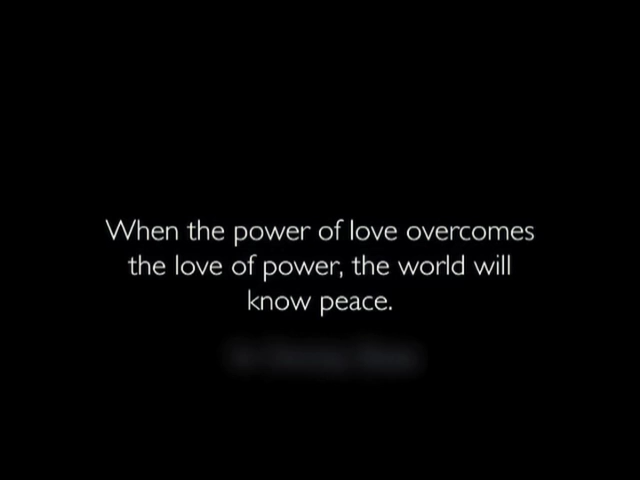 When the power of love overcomes
the love of power, the world will
know peace.